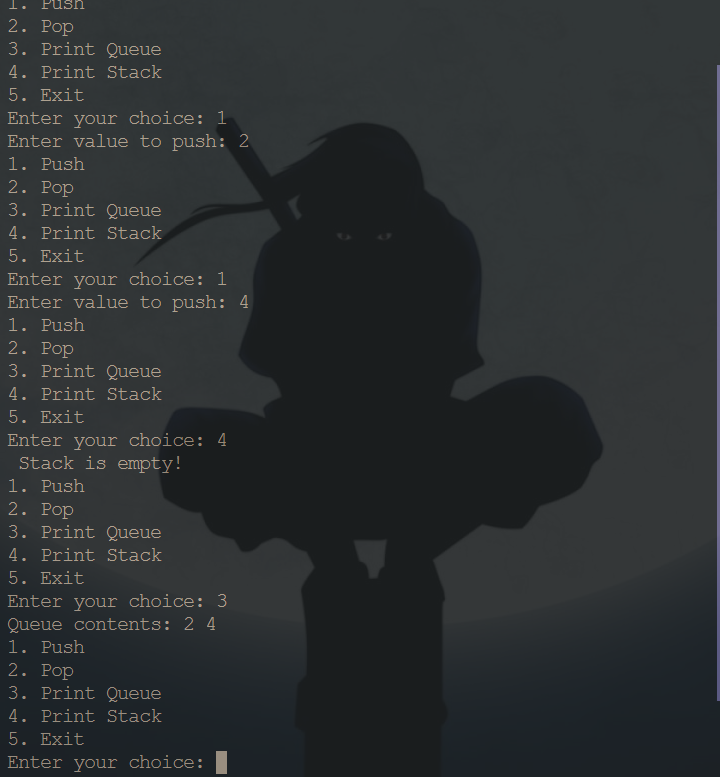 1. Push
2. Pop
3. Print Queue
4. Print Stack
5. Exit
Enter your choice: 1
Enter value to push: 2
1. Push
2. Pop
3. Print Queue
4. Print Stack
5. Exit
Enter your choice: 1
Enter value to push: 4
1. Push
2. Pop
3. Print Queue
4. Print Stack
5. Exit
Enter your choice: 4
 Stack is empty!
1. Push
2. Pop
3. Print Queue
4. Print Stack
5. Exit
Enter your choice: 3
Queue contents: 2 4
1. Push
2. Pop
3. Print Queue
4. Print Stack
5. Exit
Enter your choice: